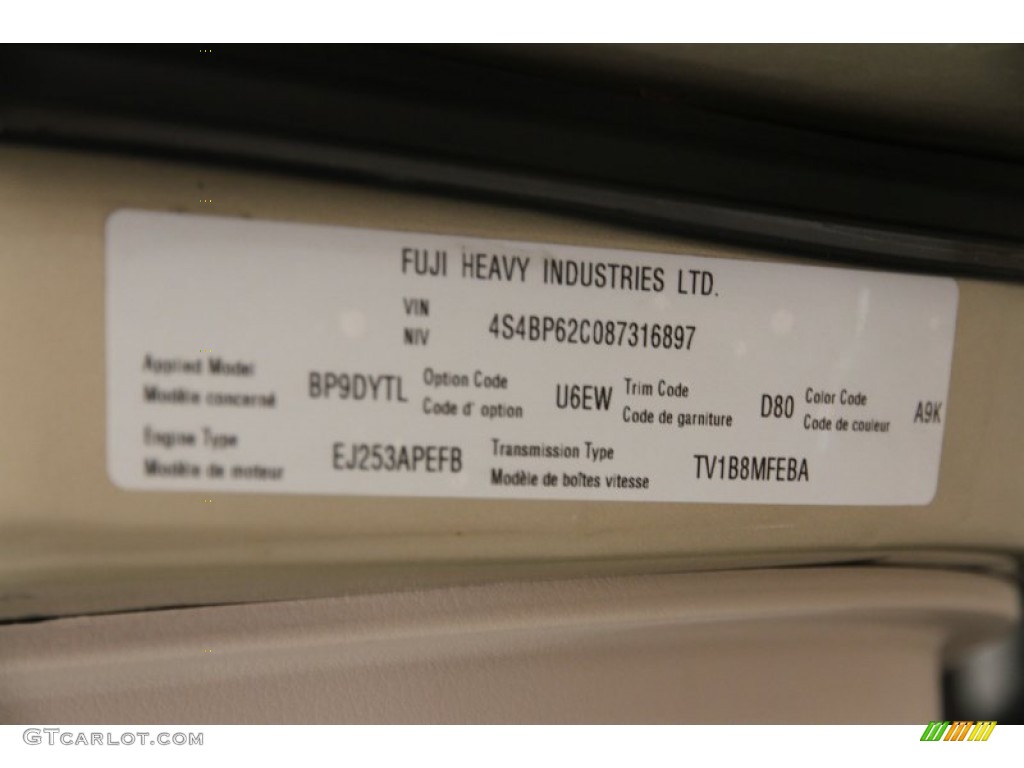 FUJI HEAVY INDUSTRIES LTD.
VIN
NIV
4S4BP62C087316897
Applied Model
Modèle concerné
BP9DYTL
Option Code
Code d' option
U6EW
Trim Code
Code de garniture
D80
Color Code
Code de couleur
A9K
Engine Type
Modèle de moteur
EJ253APEFB
Transmission Type
Modèle de boîtes vitesse
TV1B8MFEBA
GTCARLOT.COM